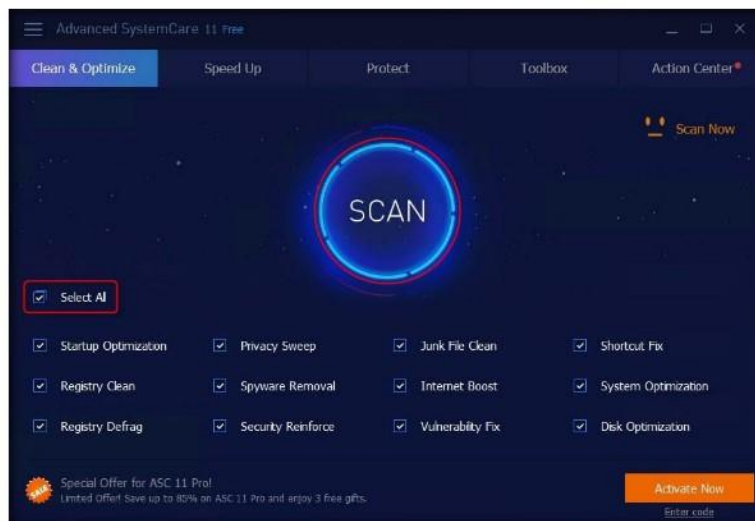 Advanced SystemCare 11 Free
Clean & Optimize Speed Up Protect Toolbox Action Center
Scan Now
SCAN
Select All
Startup Optimization Privacy Sweep Junk File Clean Shortcut Fix
Registry Clean Spyware Removal Internet Boost System Optimization
Registry Defrag Security Reinforce Vulnerability Fix Disk Optimization
SALE
Special Offer for ASC 11 Pro!
Limited Offer! Save up to 85% on ASC 11 Pro and enjoy 3 free gifts.
Activate Now
Enter code